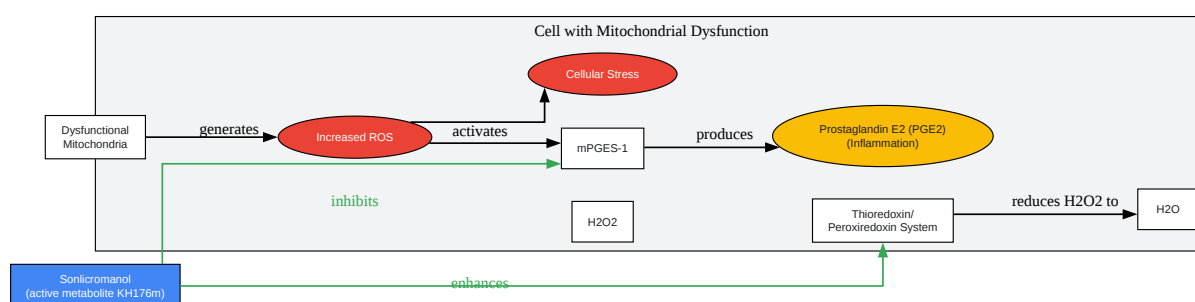 Cell with Mitochondrial Dysfunction
Cellular Stress
Dysfunctional
Mitochondria
generates
Increased ROS
activates
mPGES-1
produces
Prostaglandin E2 (PGE2)
(Inflammation)
inhibits
H2O2
Thioredoxin/
Peroxiredoxin System
reduces H2O2 to
H2O
Sonlicromanol
(active metabolite KH176m)
enhances